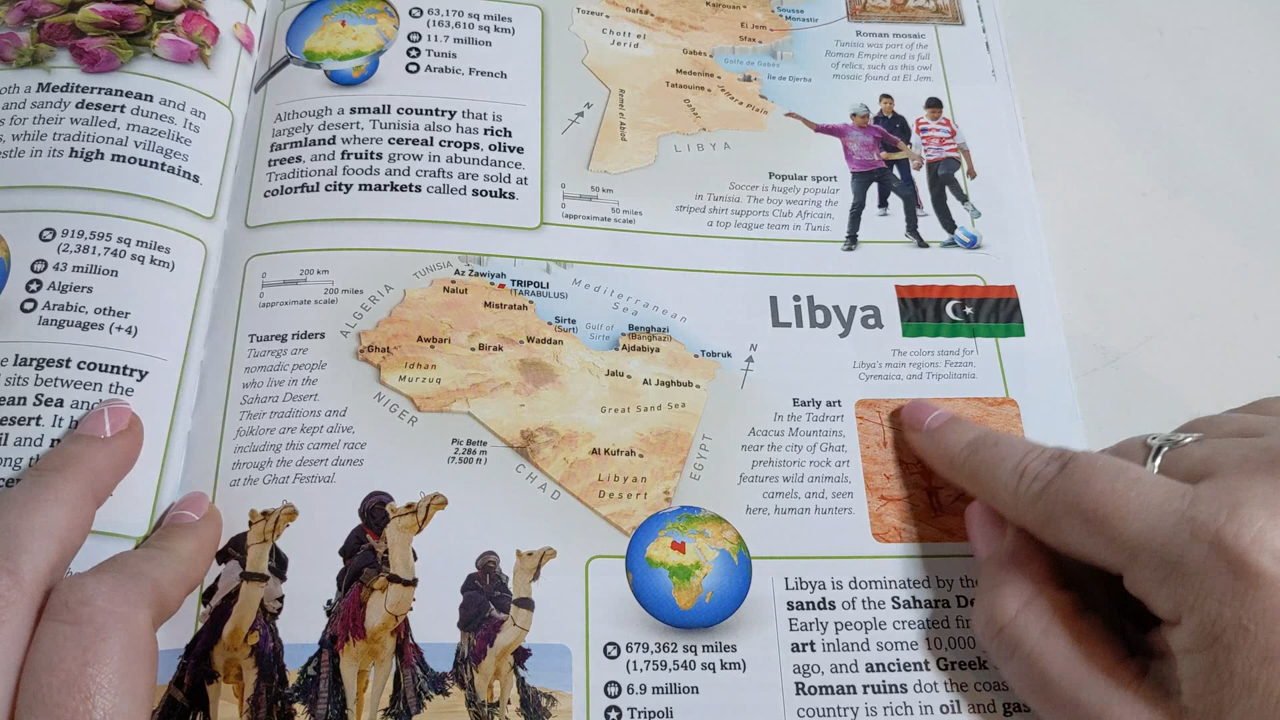 63,170 sq miles
(163,610 sq km)
11.7 million
Tunis
Arabic, French
Although a small country that is
largely desert, Tunisia also has rich
farmland where cereal crops, olive
trees, and fruits grow in abundance.
Traditional foods and crafts are sold at
colorful city markets called souks.
Tozeur
Gafsa
Kairouan
Sousse
Monastir
El Jem
Sfax
Chott el
Jerid
Gabès
Golfe de Gabès
Île de Djerba
Medenine
Tataouine
Jeffara Plain
Dahar
Remel el Abiod
N
LIBYA
0 50 km
0 50 miles
(approximate scale)
Roman mosaic
Tunisia was part of the
Roman Empire and is full
of relics, such as this owl
mosaic found at El Jem.
Popular sport
Soccer is hugely popular
in Tunisia. The boy wearing the
striped shirt supports Club Africain,
a top league team in Tunis.
oth a Mediterranean and an
and sandy desert dunes. Its
s for their walled, mazelike
s, while traditional villages
estle in its high mountains.
919,595 sq miles
(2,381,740 sq km)
43 million
Algiers
Arabic, other
languages (+4)
e largest country
sits between the
ean Sea and
esert. It h
il and n
ong th
cen
0 200 km
0 200 miles
(approximate scale)
Tuareg riders
Tuaregs are
nomadic people
who live in the
Sahara Desert.
Their traditions and
folklore are kept alive,
including this camel race
through the desert dunes
at the Ghat Festival.
TUNISIA
ALGERIA
Az Zawiyah
TRIPOLI
(TARABULUS)
Nalut
Mistratah
Mediterranean
Sea
Sirte
(Surt)
Gulf of
Sirte
Benghazi
(Banghazi)
Ghat
Awbari
Birak
Waddan
Ajdabiya
Tobruk
N
Idhan
Murzuq
Jalu
Al Jaghbub
NIGER
Great Sand Sea
Pic Bette
2,286 m
(7,500 ft)
Al Kufrah
EGYPT
CHAD
Libyan
Desert
Libya
The colors stand for
Libya's main regions: Fezzan,
Cyrenaica, and Tripolitania.
Early art
In the Tadrart
Acacus Mountains,
near the city of Ghat,
prehistoric rock art
features wild animals,
camels, and, seen
here, human hunters.
679,362 sq miles
(1,759,540 sq km)
6.9 million
Tripoli
Libya is dominated by the
sands of the Sahara De
Early people created fir
art inland some 10,000
ago, and ancient Greek
Roman ruins dot the coas
country is rich in oil and gas